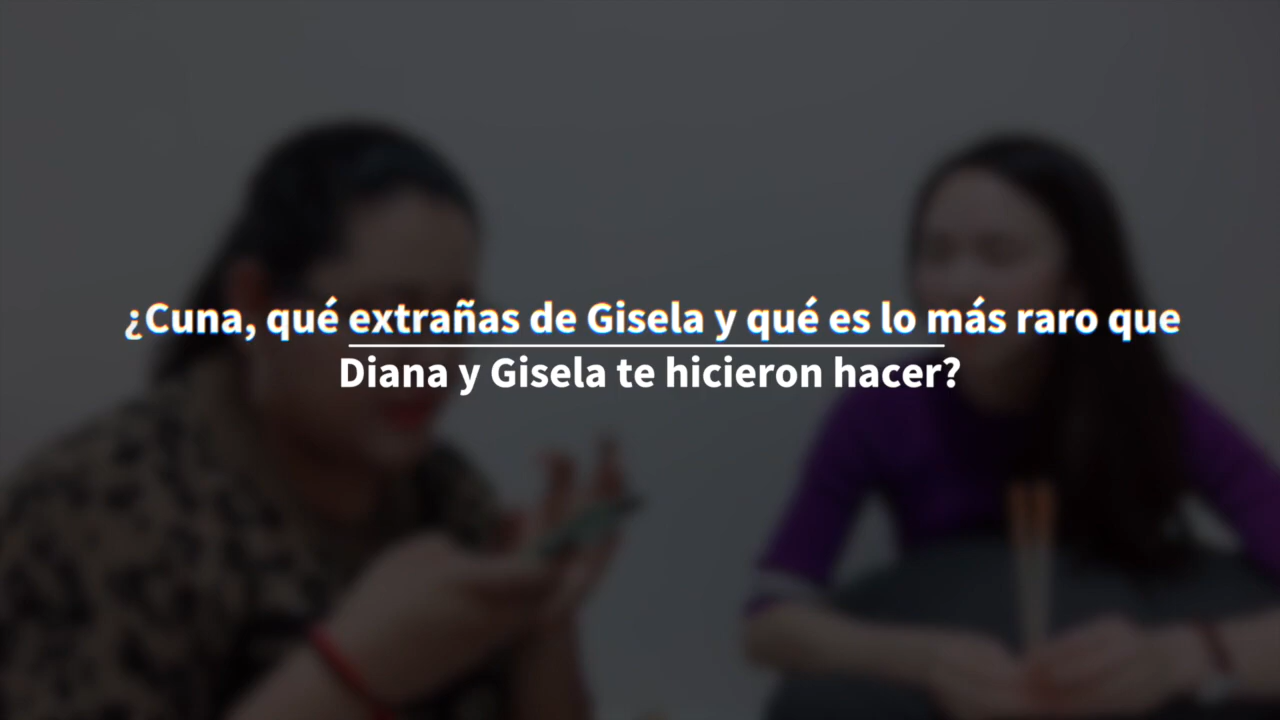 ¿Cuna, qué extrañas de Gisela y qué es lo más raro que
Diana y Gisela te hicieron hacer?